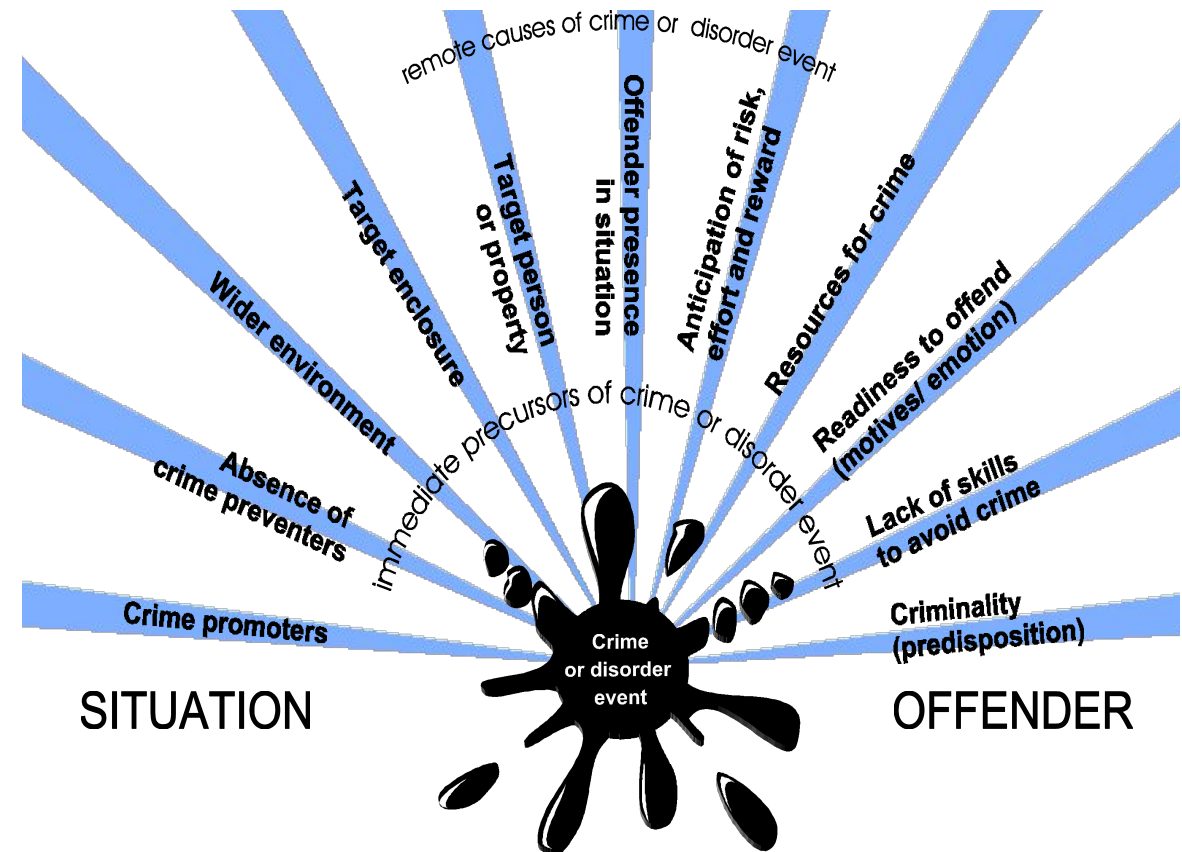 remote causes of crime or disorder event
Crime promoters
Absence of
crime preventers
Wider environment
Target enclosure
Target person
or property
Offender presence
in situation
Anticipation of risk,
effort and reward
Resources for crime
Readiness to offend
(motives/ emotion)
Lack of skills
to avoid crime
Criminality
(predisposition)
immediate precursors of crime or disorder event
Crime
or disorder
event
SITUATION
OFFENDER